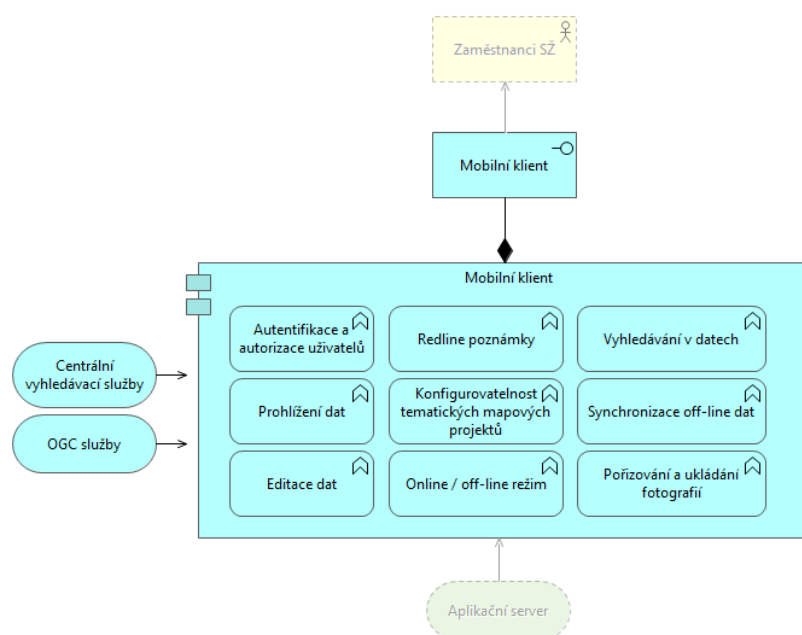 Zaměstnanci SŽ
Mobilní klient
Mobilní klient
Autentifikace a
autorizace uživatelů
Redline poznámky
Vyhledávání v datech
Centrální
vyhledávací služby
Prohlížení dat
Konfigurovatelnost
tematických mapových
projektů
Synchronizace off-line dat
OGC služby
Editace dat
Online / off-line režim
Pořizování a ukládání
fotografií
Aplikační server